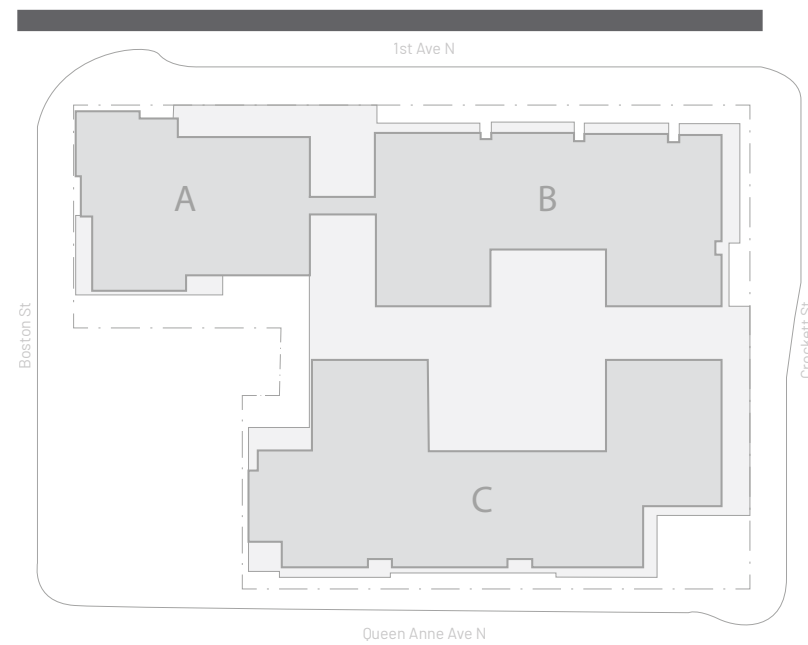 1st Ave N
A
B
Boston St
Crockett St
C
Queen Anne Ave N